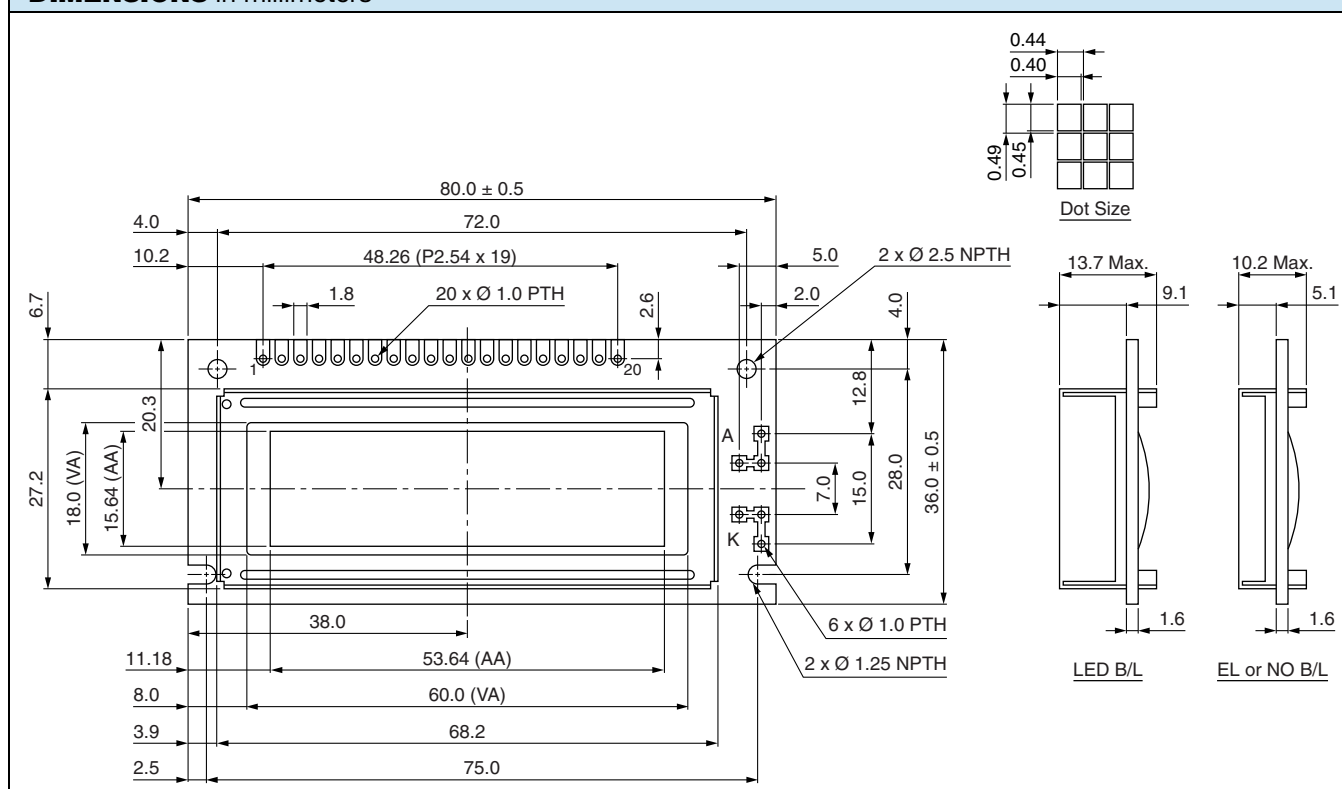 DIMENSIONS in millimeters
0.44
0.40
0.49
0.45
Dot Size
80.0 ± 0.5
4.0
72.0
10.2
48.26 (P2.54 x 19)
5.0
2 x Ø 2.5 NPTH
13.7 Max.
10.2 Max.
6.7
1.8
20 x Ø 1.0 PTH
2.6
2.0
4.0
9.1
5.1
1
20
20.3
12.8
27.2
18.0 (VA)
15.64 (AA)
A
7.0
15.0
28.0
36.0 ± 0.5
K
38.0
6 x Ø 1.0 PTH
1.6
1.6
11.18
53.64 (AA)
2 x Ø 1.25 NPTH
LED B/L
EL or NO B/L
8.0
60.0 (VA)
3.9
68.2
2.5
75.0